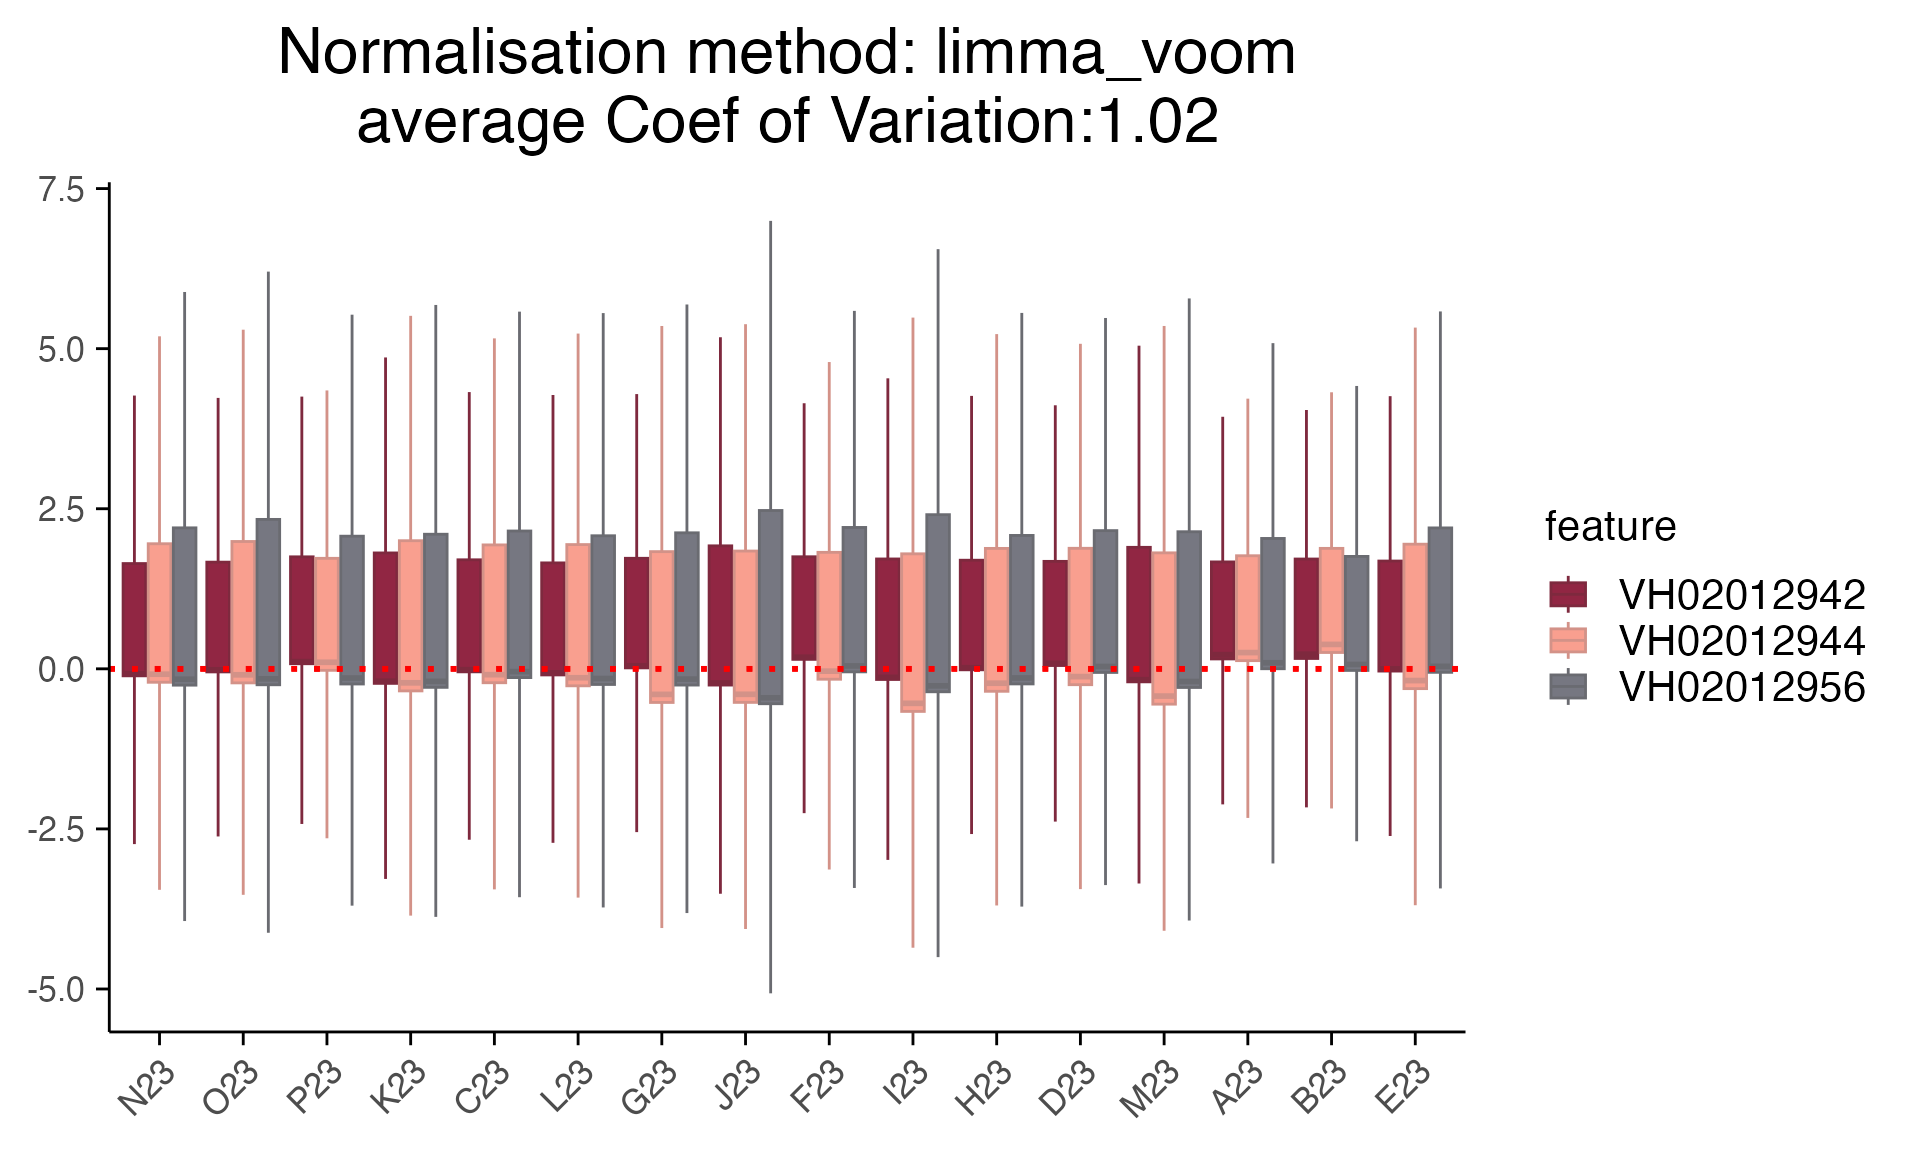 Normalisation method: limma_voom
average Coef of Variation:1.02
7.5
5.0
2.5
0.0
-2.5
-5.0
N23 O23 P23 K23 C23 L23 G23 J23 F23 I23 H23 D23 M23 A23 B23 E23
feature
VH02012942
VH02012944
VH02012956